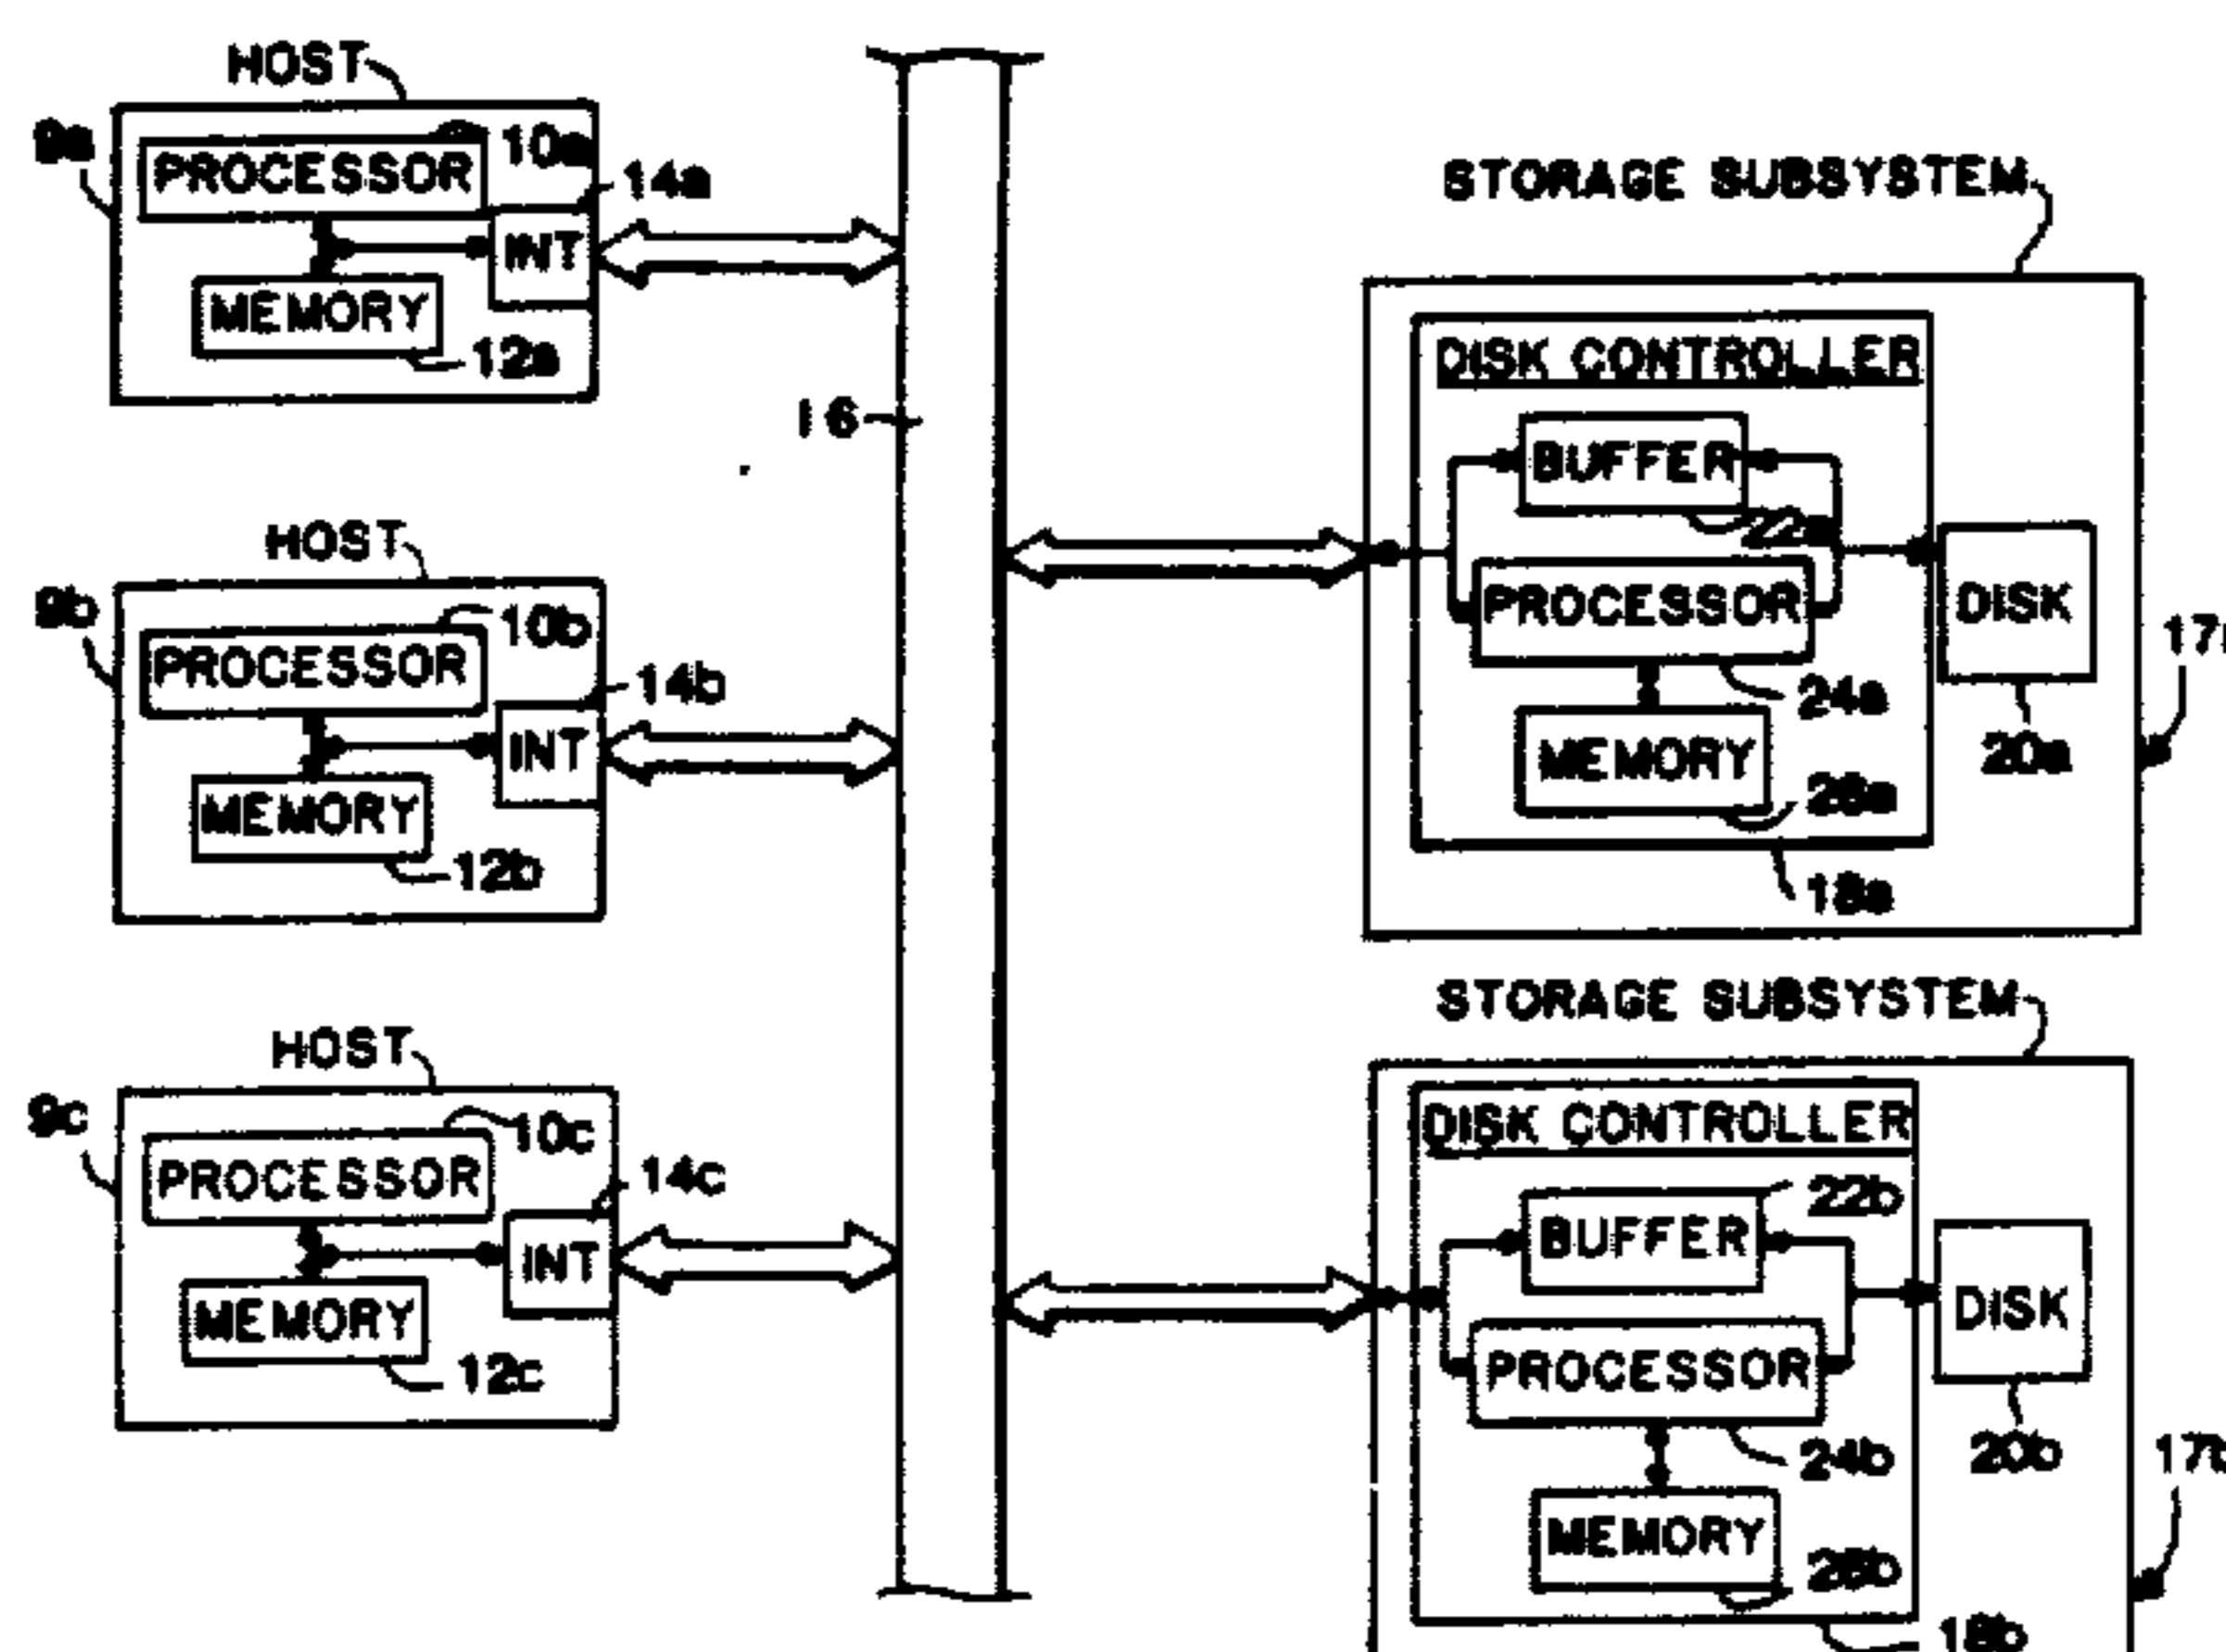 HOST
9a
PROCESSOR
10a
14a
INT
MEMORY
12a
16
HOST
9b
PROCESSOR
10b
14b
INT
MEMORY
12b
HOST
9c
PROCESSOR
10c
14c
INT
MEMORY
12c
STORAGE SUBSYSTEM
DISK CONTROLLER
BUFFER
22a
PROCESSOR
24a
MEMORY
18a
DISK
20a
STORAGE SUBSYSTEM
DISK CONTROLLER
22b
BUFFER
PROCESSOR
24b
MEMORY
18b
DISK
20b